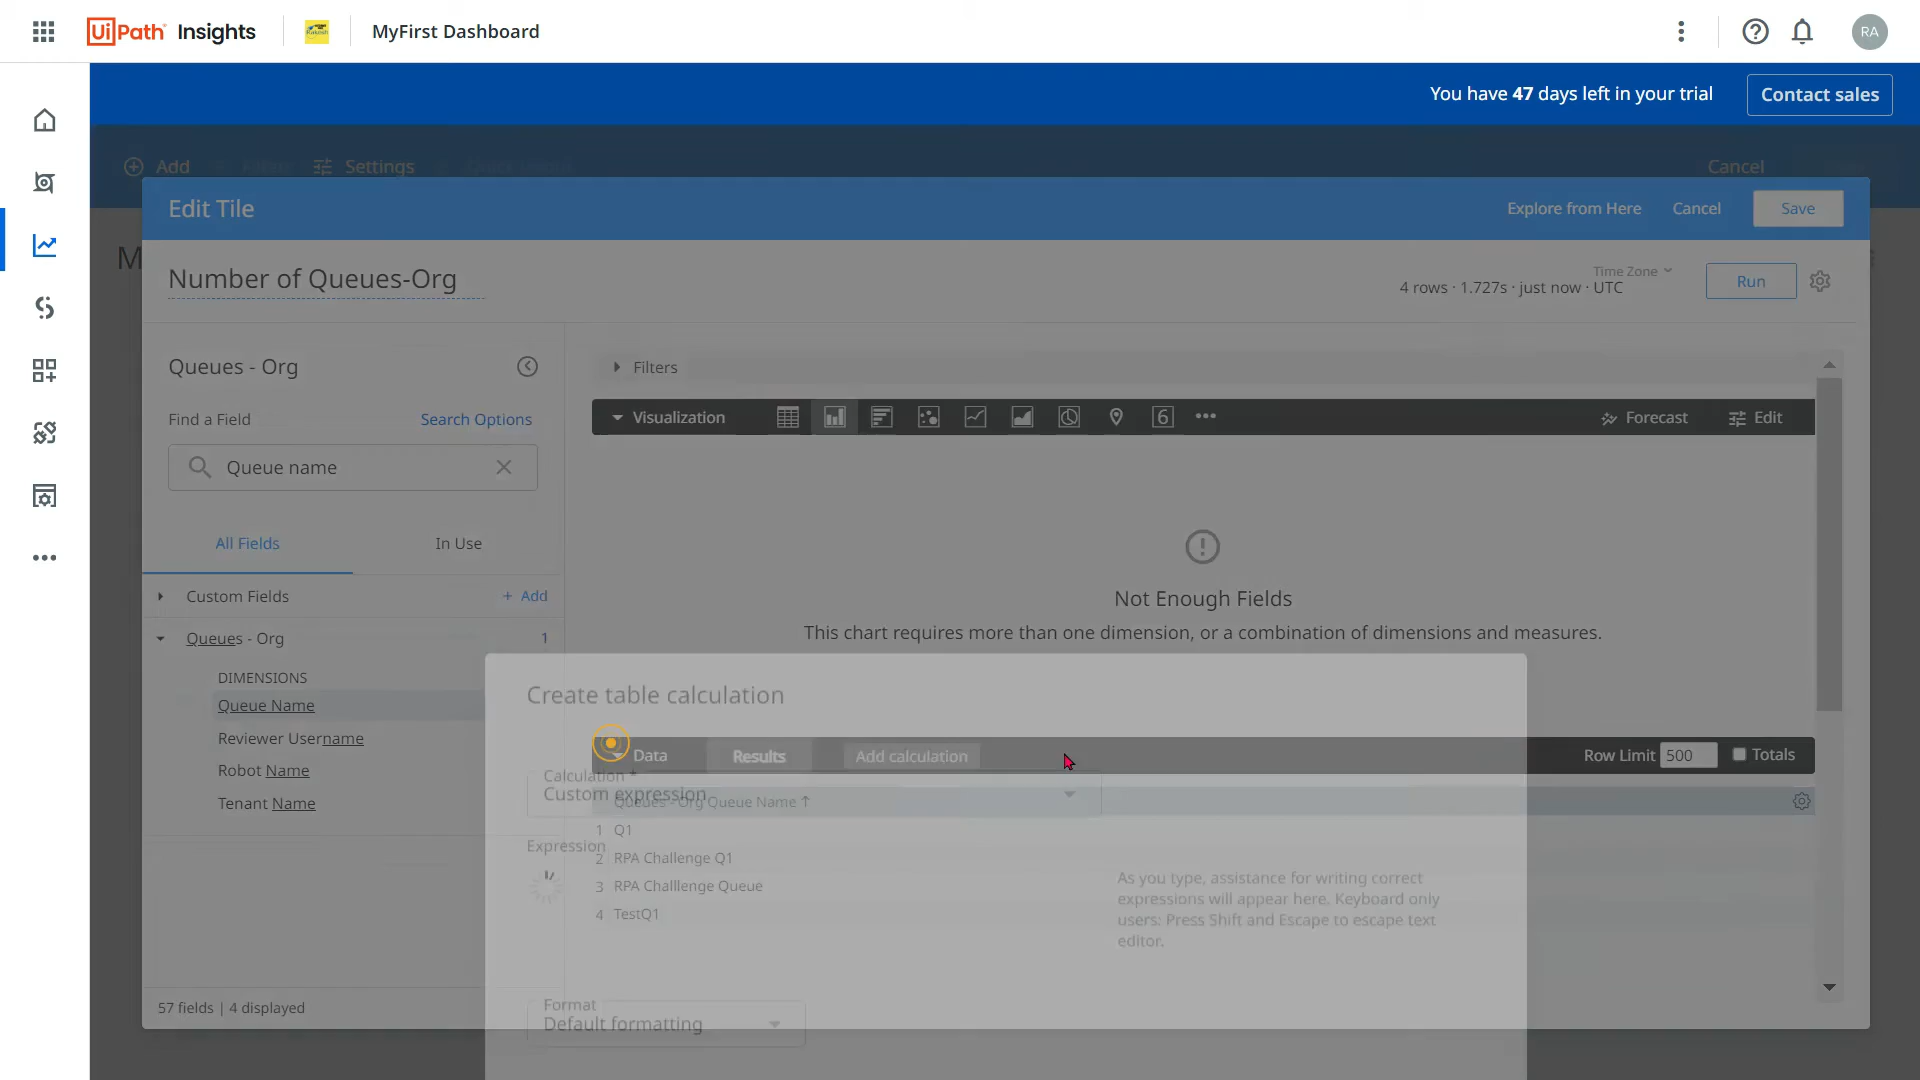 UiPath Insights
MyFirst Dashboard
RA
You have 47 days left in your trial
Contact sales
Add
Settings
Cancel
Edit Tile
Explore from Here
Cancel
Save
Number of Queues-Org
Time Zone
4 rows · 1.727s · just now · UTC
Run
Queues - Org
Find a Field
Search Options
Queue name
All Fields
In Use
Custom Fields
+ Add
Queues - Org
1
DIMENSIONS
Queue Name
Reviewer Username
Robot Name
Tenant Name
57 fields | 4 displayed
Filters
Visualization
6
Forecast
Edit
Not Enough Fields
This chart requires more than one dimension, or a combination of dimensions and measures.
Create table calculation
Data
Results
Add calculation
Row Limit
500
Totals
Calculation *
Custom expression
Queues - Org Queue Name ↑
1 Q1
Expression
2 RPA Challenge Q1
3 RPA Challlenge Queue
4 TestQ1
As you type, assistance for writing correct
expressions will appear here. Keyboard only
users: Press Shift and Escape to escape text
editor.
Format
Default formatting